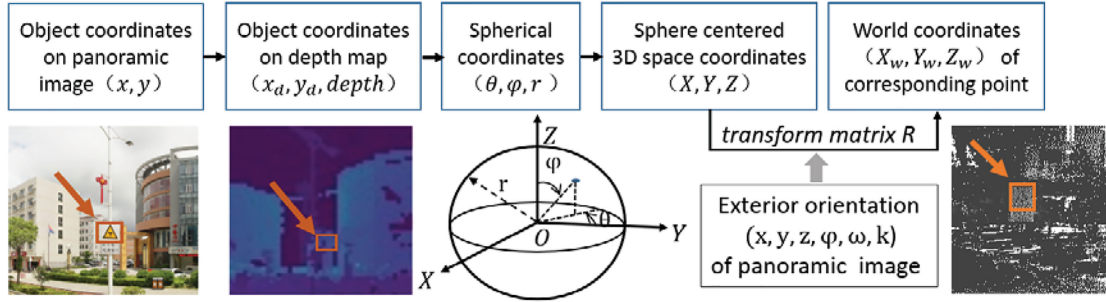 Object coordinates
on panoramic
image（x, y）
Object coordinates
on depth map
(x_d, y_d, depth)
Spherical
coordinates
(θ, φ, r)
Sphere centered
3D space coordinates
(X, Y, Z)
World coordinates
(X_w, Y_w, Z_w) of
corresponding point
transform matrix R
Exterior orientation
(x, y, z, φ, ω, k)
of panoramic image
Z
φ
r
θ
O
Y
X